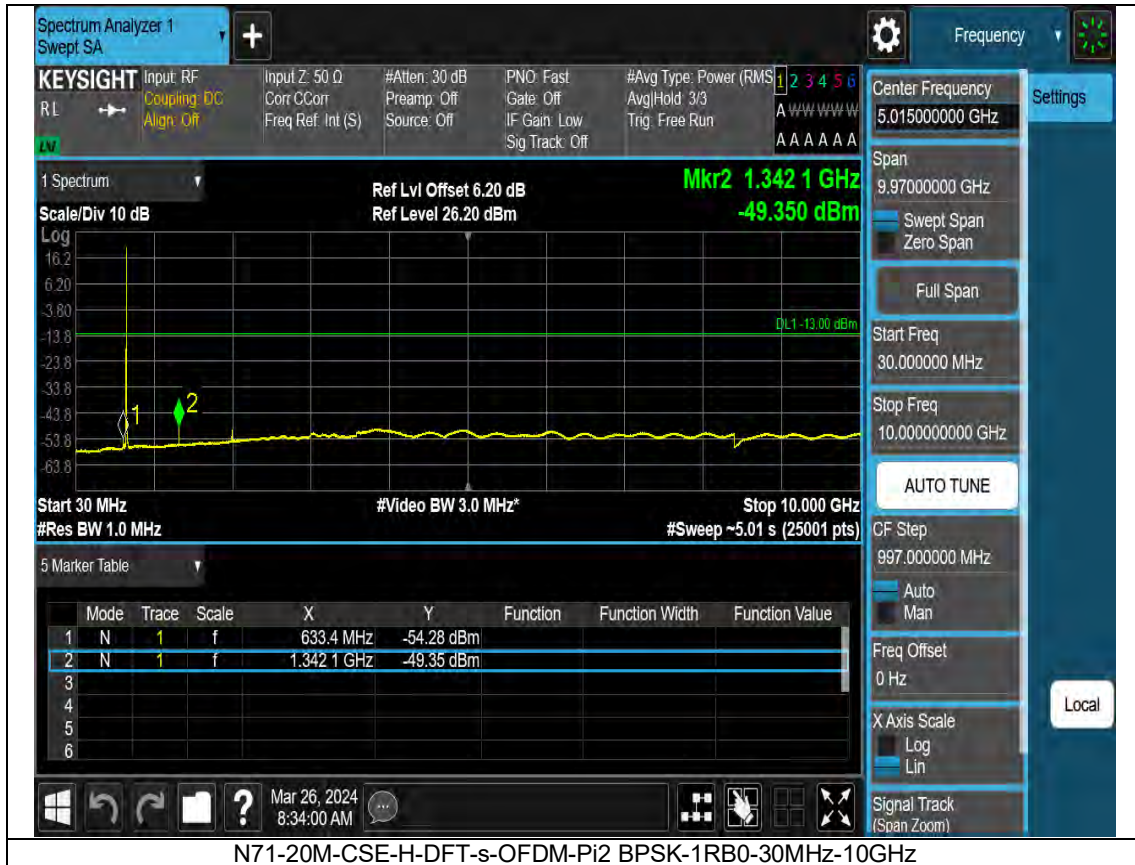 Spectrum Analyzer 1
Swept SA
Frequency
KEYSIGHT
RL
Input: RF
Coupling: DC
Align: Off
Input Z: 50 Ω
Corr CCorr
Freq Ref: Int (S)
#Atten: 30 dB
Preamp: Off
Source: Off
PNO: Fast
Gate: Off
IF Gain: Low
Sig Track: Off
#Avg Type: Power (RMS
Avg|Hold: 3/3
Trig: Free Run
1 2 3 4 5 6
A W W W W W
A A A A A A
1 Spectrum
Scale/Div 10 dB
Ref Lvl Offset 6.20 dB
Ref Level 26.20 dBm
Mkr2 1.342 1 GHz
-49.350 dBm
Log
16.2
6.20
-3.80
-13.8
-23.8
-33.8
-43.8
-53.8
-63.8
DL1 -13.00 dBm
1
2
Start 30 MHz
#Video BW 3.0 MHz*
Stop 10.000 GHz
#Res BW 1.0 MHz
#Sweep ~5.01 s (25001 pts)
5 Marker Table
Mode Trace Scale X Y Function Function Width Function Value
1 N 1 f 633.4 MHz -54.28 dBm
2 N 1 f 1.342 1 GHz -49.35 dBm
3
4
5
6
Mar 26, 2024
8:34:00 AM
Center Frequency
5.015000000 GHz
Settings
Span
9.97000000 GHz
Swept Span
Zero Span
Full Span
Start Freq
30.000000 MHz
Stop Freq
10.000000000 GHz
AUTO TUNE
CF Step
997.000000 MHz
Auto
Man
Freq Offset
0 Hz
Local
X Axis Scale
Log
Lin
Signal Track
(Span Zoom)
N71-20M-CSE-H-DFT-s-OFDM-Pi2 BPSK-1RB0-30MHz-10GHz